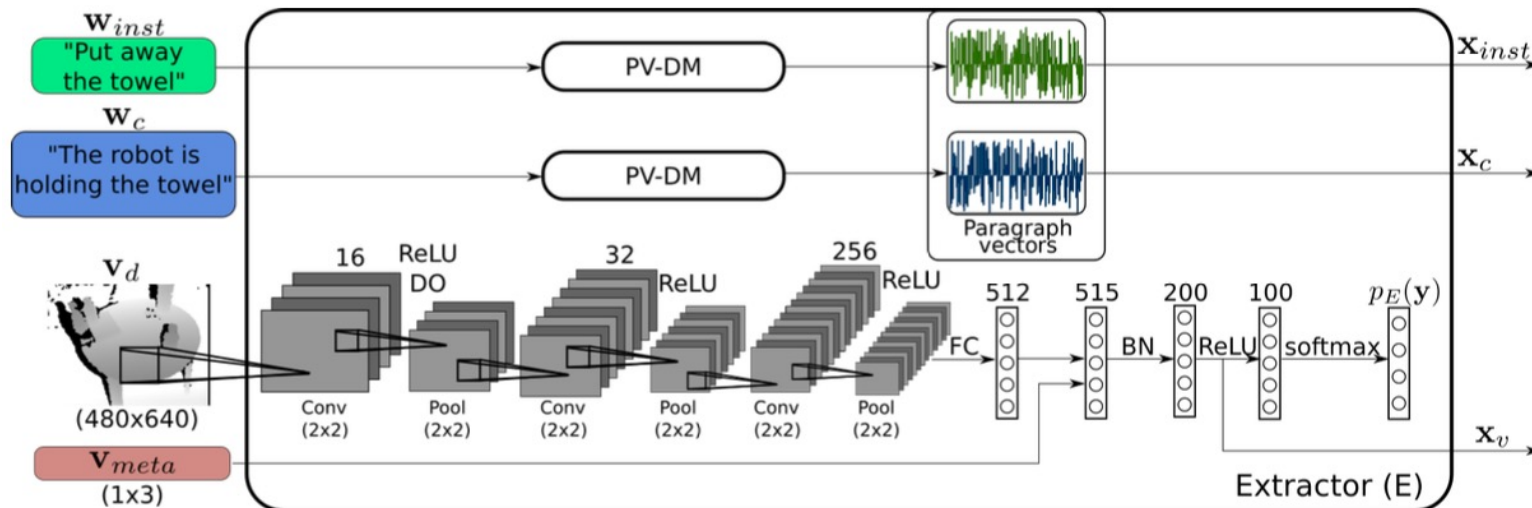 w_inst
"Put away
the towel"
PV-DM
x_inst
w_c
"The robot is
holding the towel"
PV-DM
x_c
Paragraph
vectors
v_d
(480x640)
16
ReLU
DO
32
ReLU
256
ReLU
Conv
(2x2)
Pool
(2x2)
Conv
(2x2)
Pool
(2x2)
Conv
(2x2)
Pool
(2x2)
FC
512
515
BN
200
ReLU
100
softmax
p_E(y)
v_meta
(1x3)
x_v
Extractor (E)